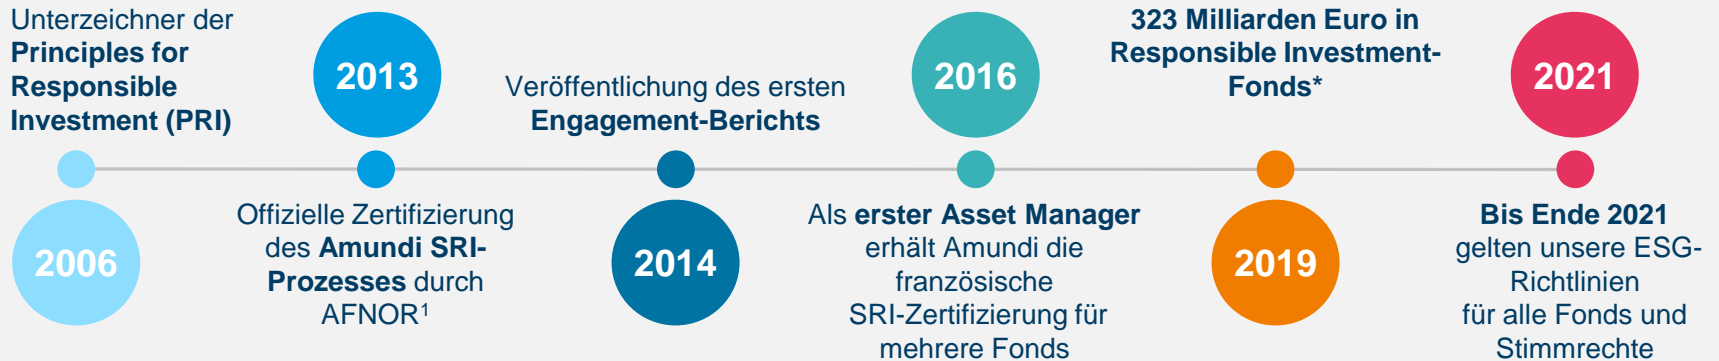 Unterzeichner der
Principles for
Responsible
Investment (PRI)
2006
2013
Offizielle Zertifizierung
des Amundi SRI-
Prozesses durch
AFNOR¹
Veröffentlichung des ersten
Engagement-Berichts
2014
2016
Als erster Asset Manager
erhält Amundi die
französische
SRI-Zertifizierung für
mehrere Fonds
323 Milliarden Euro in
Responsible Investment-
Fonds*
2019
2021
Bis Ende 2021
gelten unsere ESG-
Richtlinien
für alle Fonds und
Stimmrechte